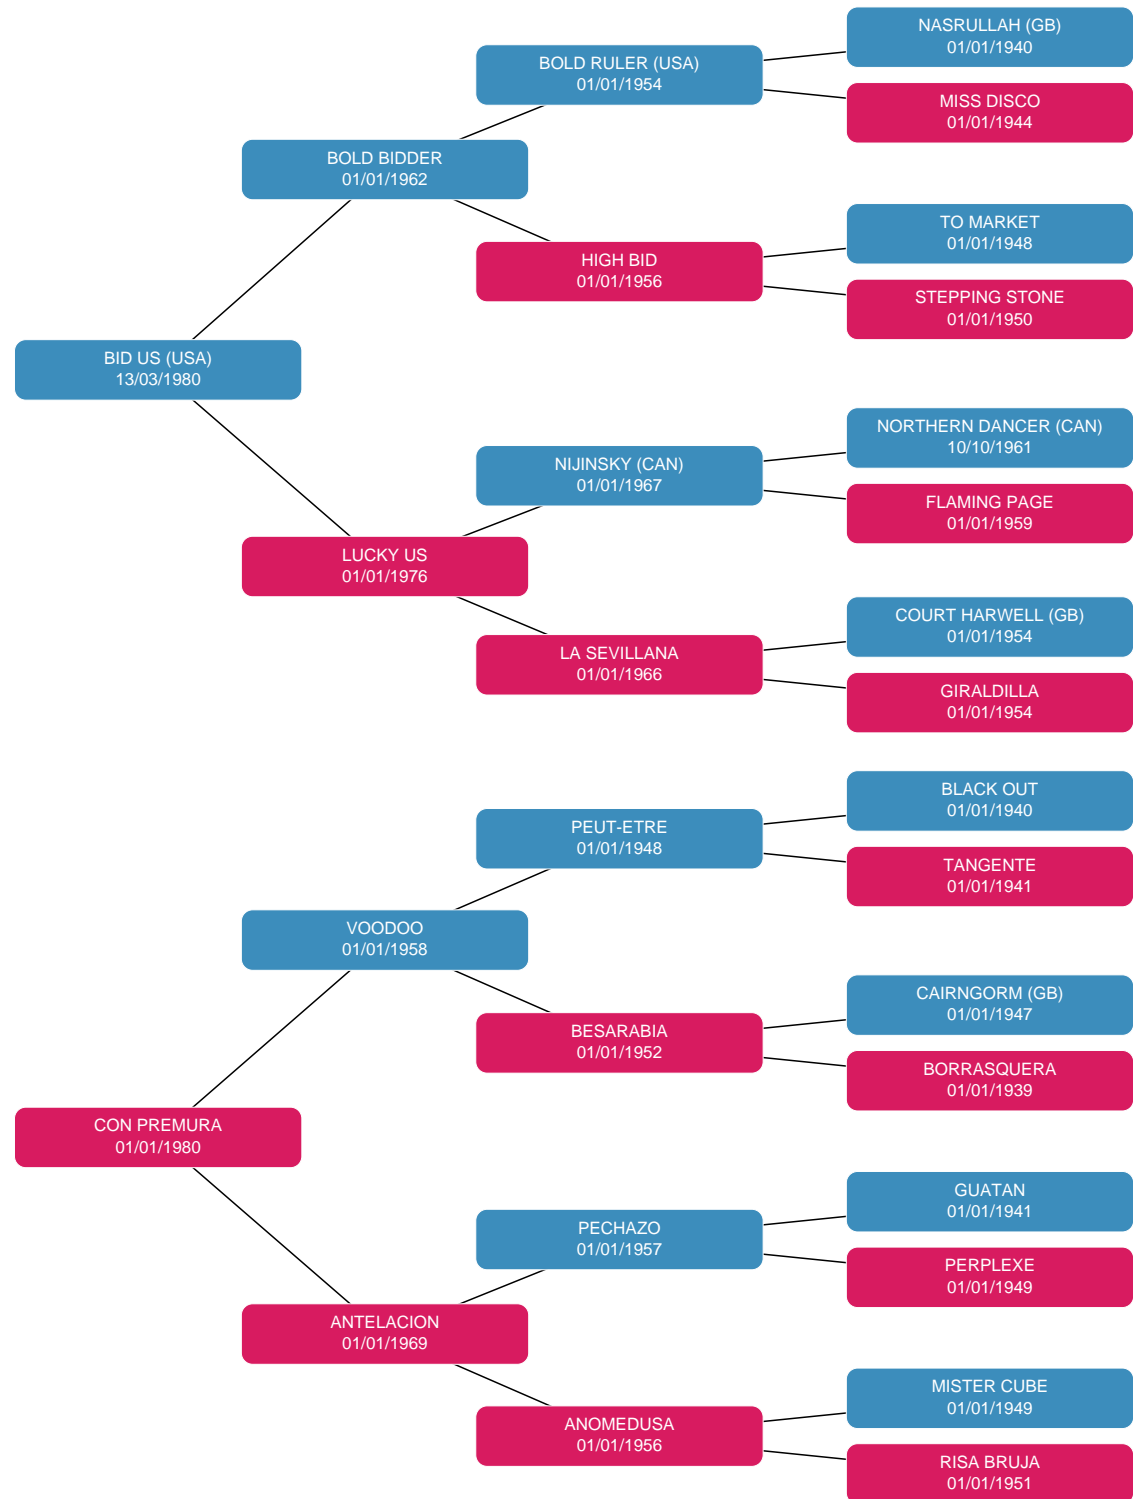 NASRULLAH (GB)
01/01/1940
BOLD RULER (USA)
01/01/1954
MISS DISCO
01/01/1944
BOLD BIDDER
01/01/1962
TO MARKET
01/01/1948
HIGH BID
01/01/1956
STEPPING STONE
01/01/1950
BID US (USA)
13/03/1980
NORTHERN DANCER (CAN)
10/10/1961
NIJINSKY (CAN)
01/01/1967
FLAMING PAGE
01/01/1959
LUCKY US
01/01/1976
COURT HARWELL (GB)
01/01/1954
LA SEVILLANA
01/01/1966
GIRALDILLA
01/01/1954
BLACK OUT
01/01/1940
PEUT-ETRE
01/01/1948
TANGENTE
01/01/1941
VOODOO
01/01/1958
CAIRNGORM (GB)
01/01/1947
BESARABIA
01/01/1952
BORRASQUERA
01/01/1939
CON PREMURA
01/01/1980
GUATAN
01/01/1941
PECHAZO
01/01/1957
PERPLEXE
01/01/1949
ANTELACION
01/01/1969
MISTER CUBE
01/01/1949
ANOMEDUSA
01/01/1956
RISA BRUJA
01/01/1951